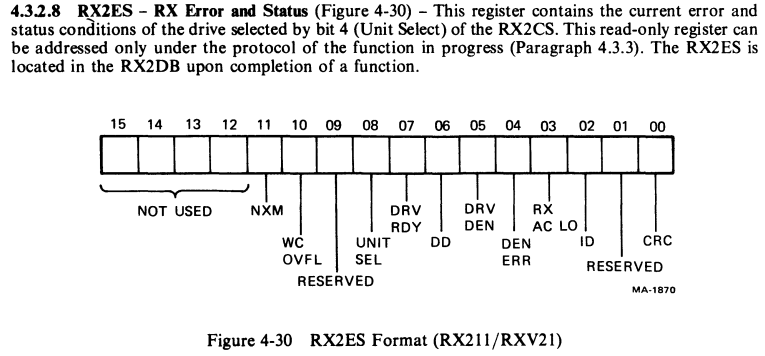 4.3.2.8 RX2ES – RX Error and Status (Figure 4-30) – This register contains the current error and
status conditions of the drive selected by bit 4 (Unit Select) of the RX2CS. This read-only register can
be addressed only under the protocol of the function in progress (Paragraph 4.3.3). The RX2ES is
located in the RX2DB upon completion of a function.
15 14 13 12 11 10 09 08 07 06 05 04 03 02 01 00
NOT USED NXM DRV DRV RX
RDY DEN AC LO
WC UNIT DD DEN ID CRC
OVFL SEL ERR
RESERVED RESERVED
MA-1870
Figure 4-30 RX2ES Format (RX211/RXV21)